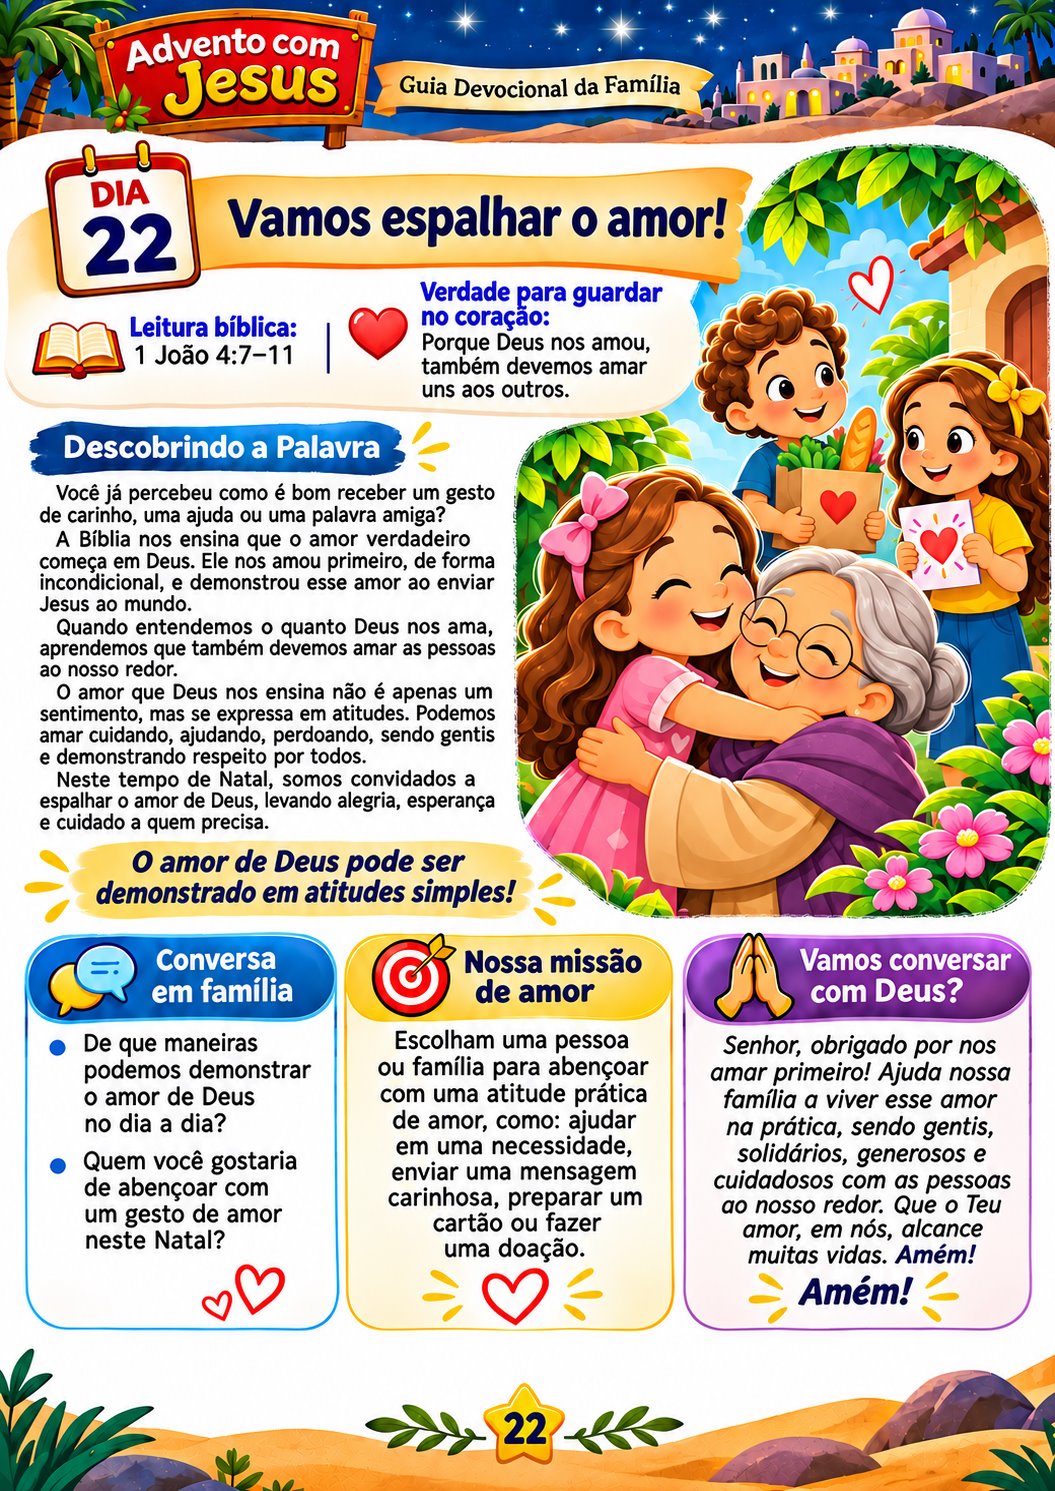 Advento com
Jesus
Guia Devocional da Família
DIA
22
Vamos espalhar o amor!
Leitura bíblica:
1 João 4:7–11
Verdade para guardar
no coração:
Porque Deus nos amou,
também devemos amar
uns aos outros.
Descobrindo a Palavra
Você já percebeu como é bom receber um gesto
de carinho, uma ajuda ou uma palavra amiga?
A Bíblia nos ensina que o amor verdadeiro
começa em Deus. Ele nos amou primeiro, de forma
incondicional, e demonstrou esse amor ao enviar
Jesus ao mundo.
Quando entendemos o quanto Deus nos ama,
aprendemos que também devemos amar as pessoas
ao nosso redor.
O amor que Deus nos ensina não é apenas um
sentimento, mas se expressa em atitudes. Podemos
amar cuidando, ajudando, perdoando, sendo gentis
e demonstrando respeito por todos.
Neste tempo de Natal, somos convidados a
espalhar o amor de Deus, levando alegria, esperança
e cuidado a quem precisa.
O amor de Deus pode ser
demonstrado em atitudes simples!
Conversa
em família
De que maneiras
podemos demonstrar
o amor de Deus
no dia a dia?
Quem você gostaria
de abençoar com
um gesto de amor
neste Natal?
Nossa missão
de amor
Escolham uma pessoa
ou família para abençoar
com uma atitude prática
de amor, como: ajudar
em uma necessidade,
enviar uma mensagem
carinhosa, preparar um
cartão ou fazer
uma doação.
Vamos conversar
com Deus?
Senhor, obrigado por nos
amar primeiro! Ajuda nossa
família a viver esse amor
na prática, sendo gentis,
solidários, generosos e
cuidadosos com as pessoas
ao nosso redor. Que o Teu
amor, em nós, alcance
muitas vidas. Amém!
Amém!
22